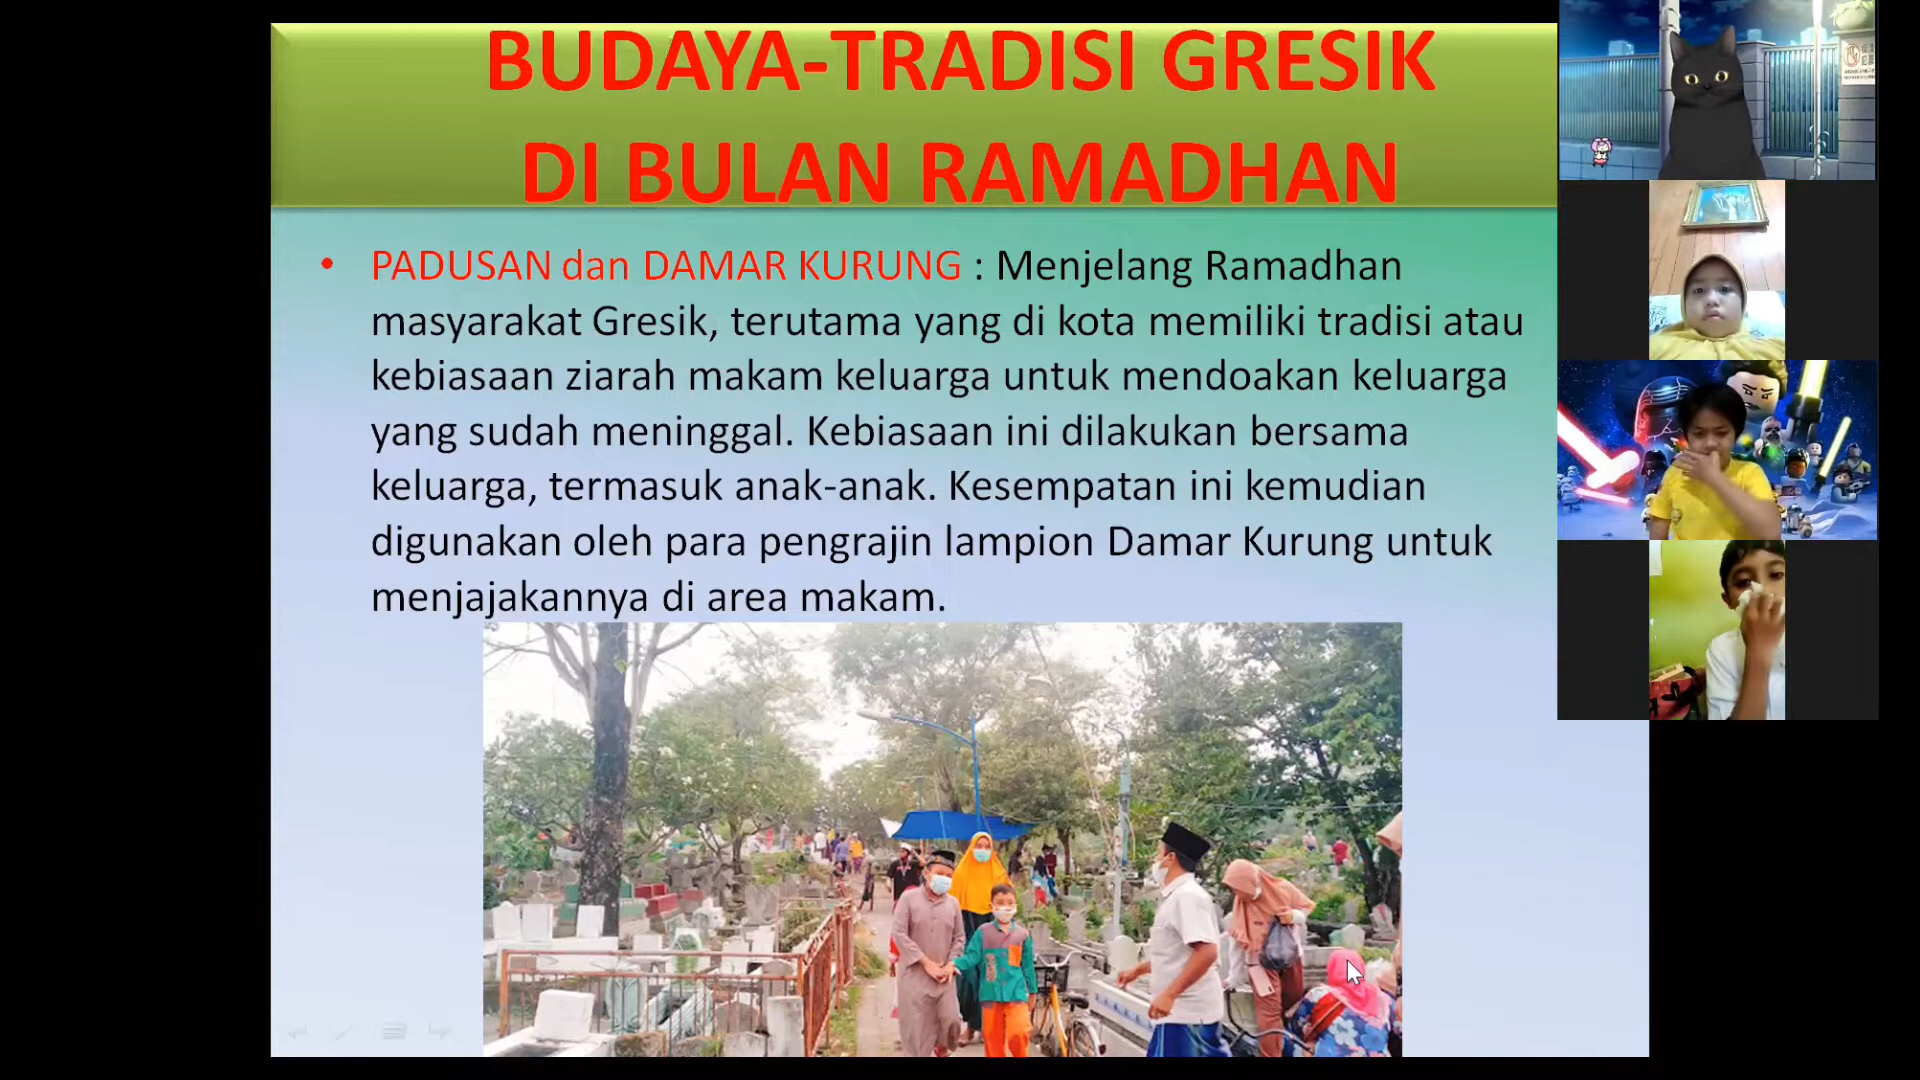 BUDAYA-TRADISI GRESIK
DI BULAN RAMADHAN
• PADUSAN dan DAMAR KURUNG : Menjelang Ramadhan
masyarakat Gresik, terutama yang di kota memiliki tradisi atau
kebiasaan ziarah makam keluarga untuk mendoakan keluarga
yang sudah meninggal. Kebiasaan ini dilakukan bersama
keluarga, termasuk anak-anak. Kesempatan ini kemudian
digunakan oleh para pengrajin lampion Damar Kurung untuk
menjajakannya di area makam.